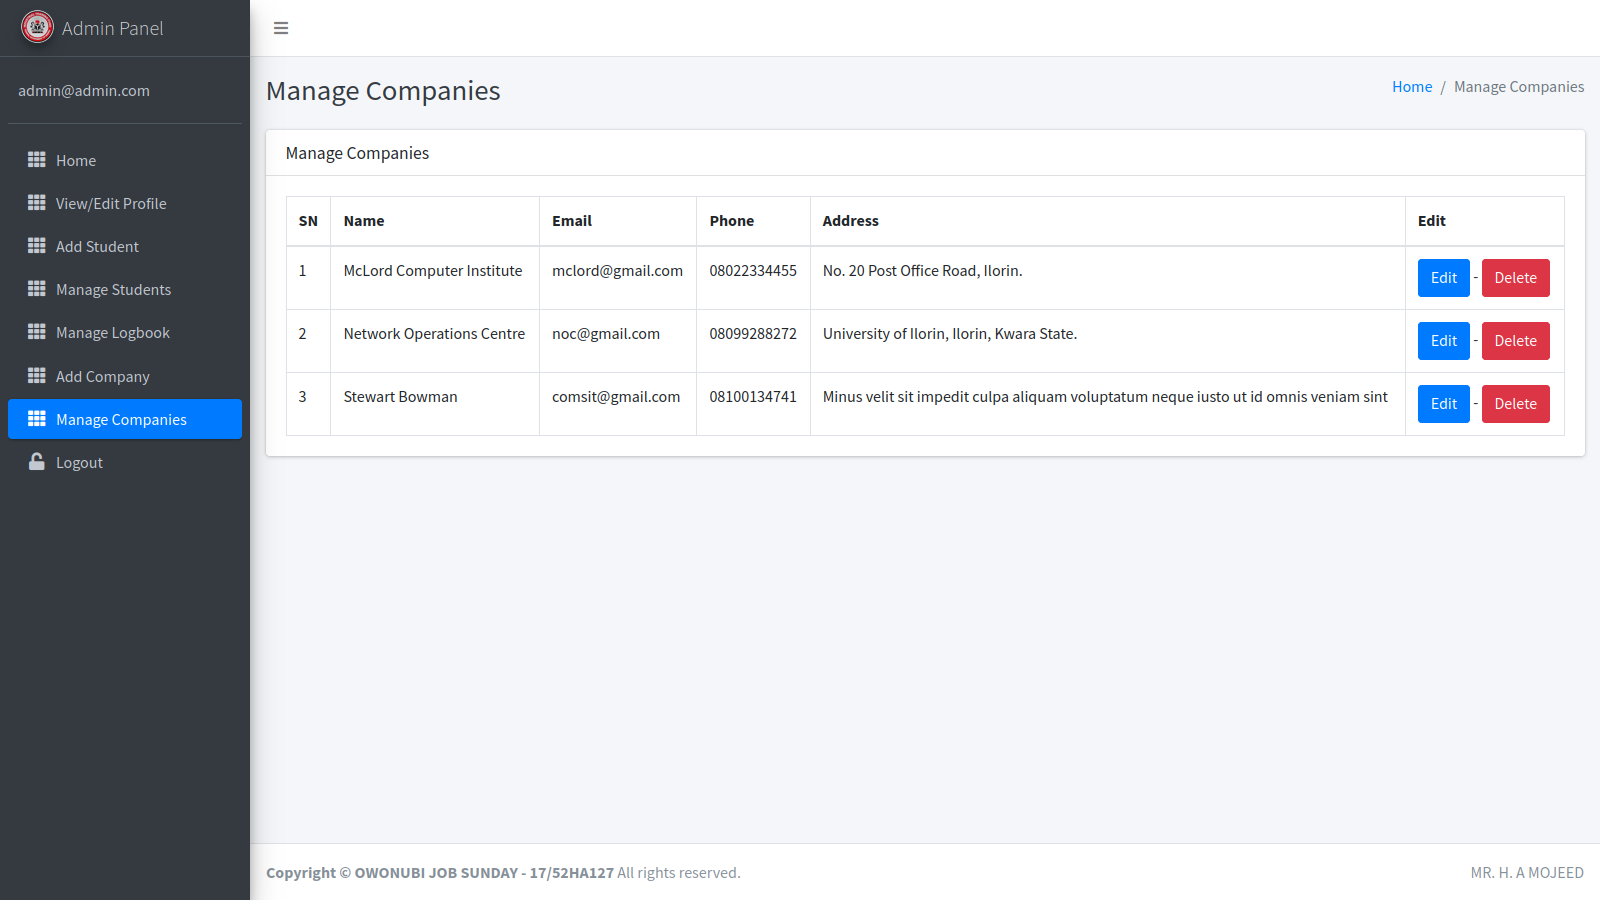 Admin Panel
admin@admin.com
Home
View/Edit Profile
Add Student
Manage Students
Manage Logbook
Add Company
Manage Companies
Logout
Manage Companies
Home / Manage Companies
Manage Companies
SN Name Email Phone Address Edit
1 McLord Computer Institute mclord@gmail.com 08022334455 No. 20 Post Office Road, Ilorin. Edit - Delete
2 Network Operations Centre noc@gmail.com 08099288272 University of Ilorin, Ilorin, Kwara State. Edit - Delete
3 Stewart Bowman comsit@gmail.com 08100134741 Minus velit sit impedit culpa aliquam voluptatum neque iusto ut id omnis veniam sint Edit - Delete
Copyright © OWONUBI JOB SUNDAY - 17/52HA127 All rights reserved.
MR. H. A MOJEED